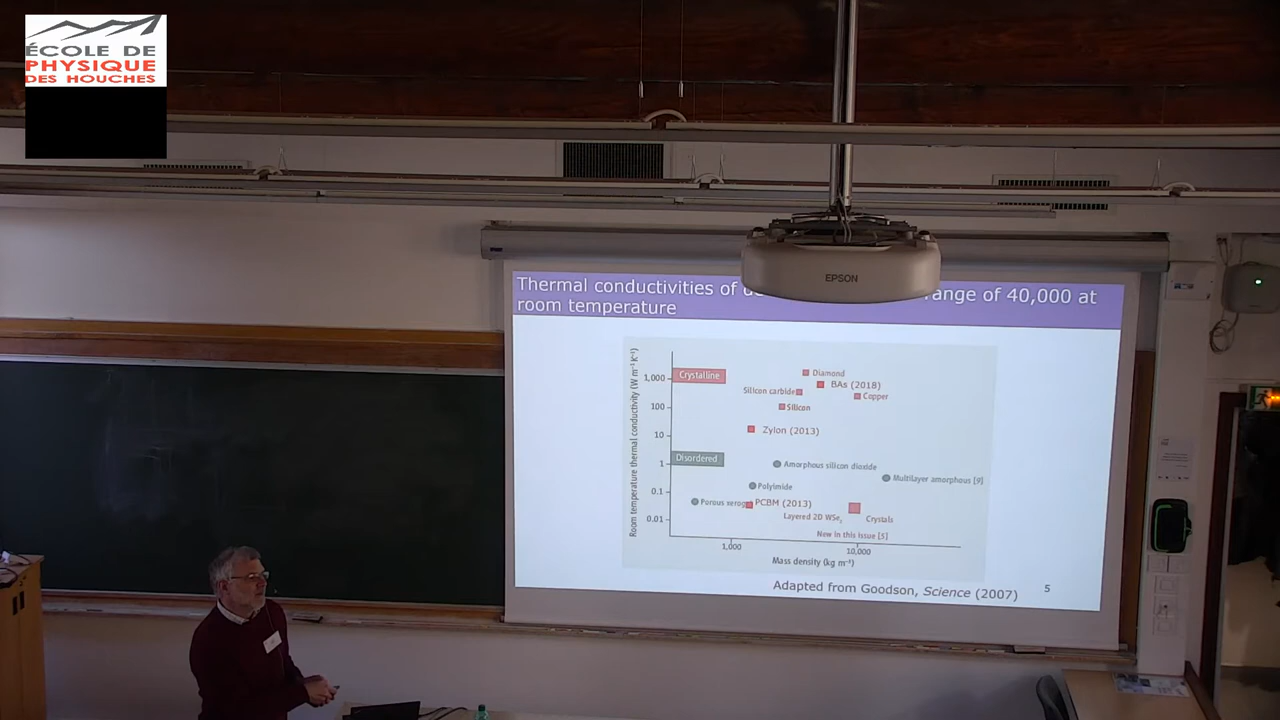 ÉCOLE DE
PHYSIQUE
DES HOUCHES
EPSON
Thermal conductivities of range of 40,000 at
room temperature
Room temperature thermal conductivity (W m⁻¹ K⁻¹)
1,000
100
10
1
0.1
0.01
Crystalline
Diamond
BAs (2018)
Silicon carbide
Copper
Silicon
Zylon (2013)
Disordered
Amorphous silicon dioxide
Multilayer amorphous [9]
Polyimide
Porous PCBM (2013)
Layered 2D WSe₂
Crystals
New in this issue [5]
1,000
10,000
Mass density (kg m⁻³)
Adapted from Goodson, Science (2007)
5